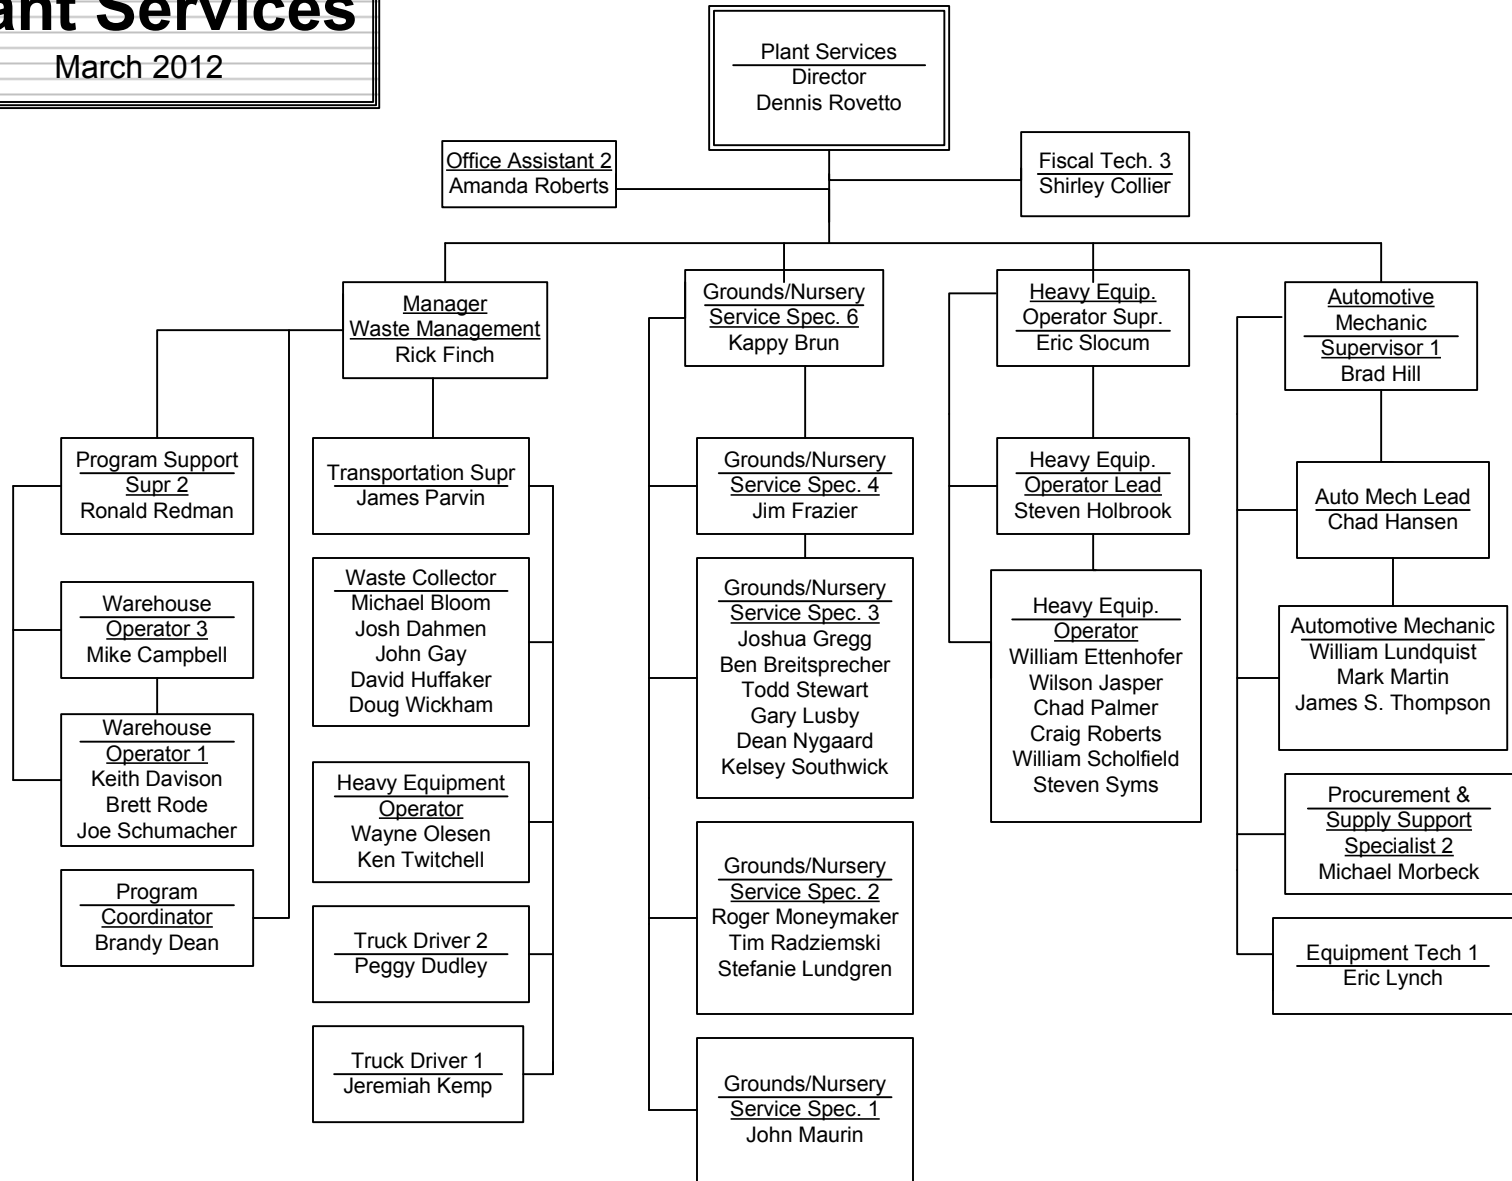 ant Services
March 2012
Plant Services
Director
Dennis Rovetto
Office Assistant 2
Amanda Roberts
Fiscal Tech. 3
Shirley Collier
Manager
Waste Management
Rick Finch
Grounds/Nursery
Service Spec. 6
Kappy Brun
Heavy Equip.
Operator Supr.
Eric Slocum
Automotive
Mechanic
Supervisor 1
Brad Hill
Program Support
Supr 2
Ronald Redman
Warehouse
Operator 3
Mike Campbell
Warehouse
Operator 1
Keith Davison
Brett Rode
Joe Schumacher
Program
Coordinator
Brandy Dean
Transportation Supr
James Parvin
Waste Collector
Michael Bloom
Josh Dahmen
John Gay
David Huffaker
Doug Wickham
Heavy Equipment
Operator
Wayne Olesen
Ken Twitchell
Truck Driver 2
Peggy Dudley
Truck Driver 1
Jeremiah Kemp
Grounds/Nursery
Service Spec. 4
Jim Frazier
Grounds/Nursery
Service Spec. 3
Joshua Gregg
Ben Breitsprecher
Todd Stewart
Gary Lusby
Dean Nygaard
Kelsey Southwick
Grounds/Nursery
Service Spec. 2
Roger Moneymaker
Tim Radziemski
Stefanie Lundgren
Grounds/Nursery
Service Spec. 1
John Maurin
Heavy Equip.
Operator Lead
Steven Holbrook
Heavy Equip.
Operator
William Ettenhofer
Wilson Jasper
Chad Palmer
Craig Roberts
William Scholfield
Steven Syms
Auto Mech Lead
Chad Hansen
Automotive Mechanic
William Lundquist
Mark Martin
James S. Thompson
Procurement &
Supply Support
Specialist 2
Michael Morbeck
Equipment Tech 1
Eric Lynch